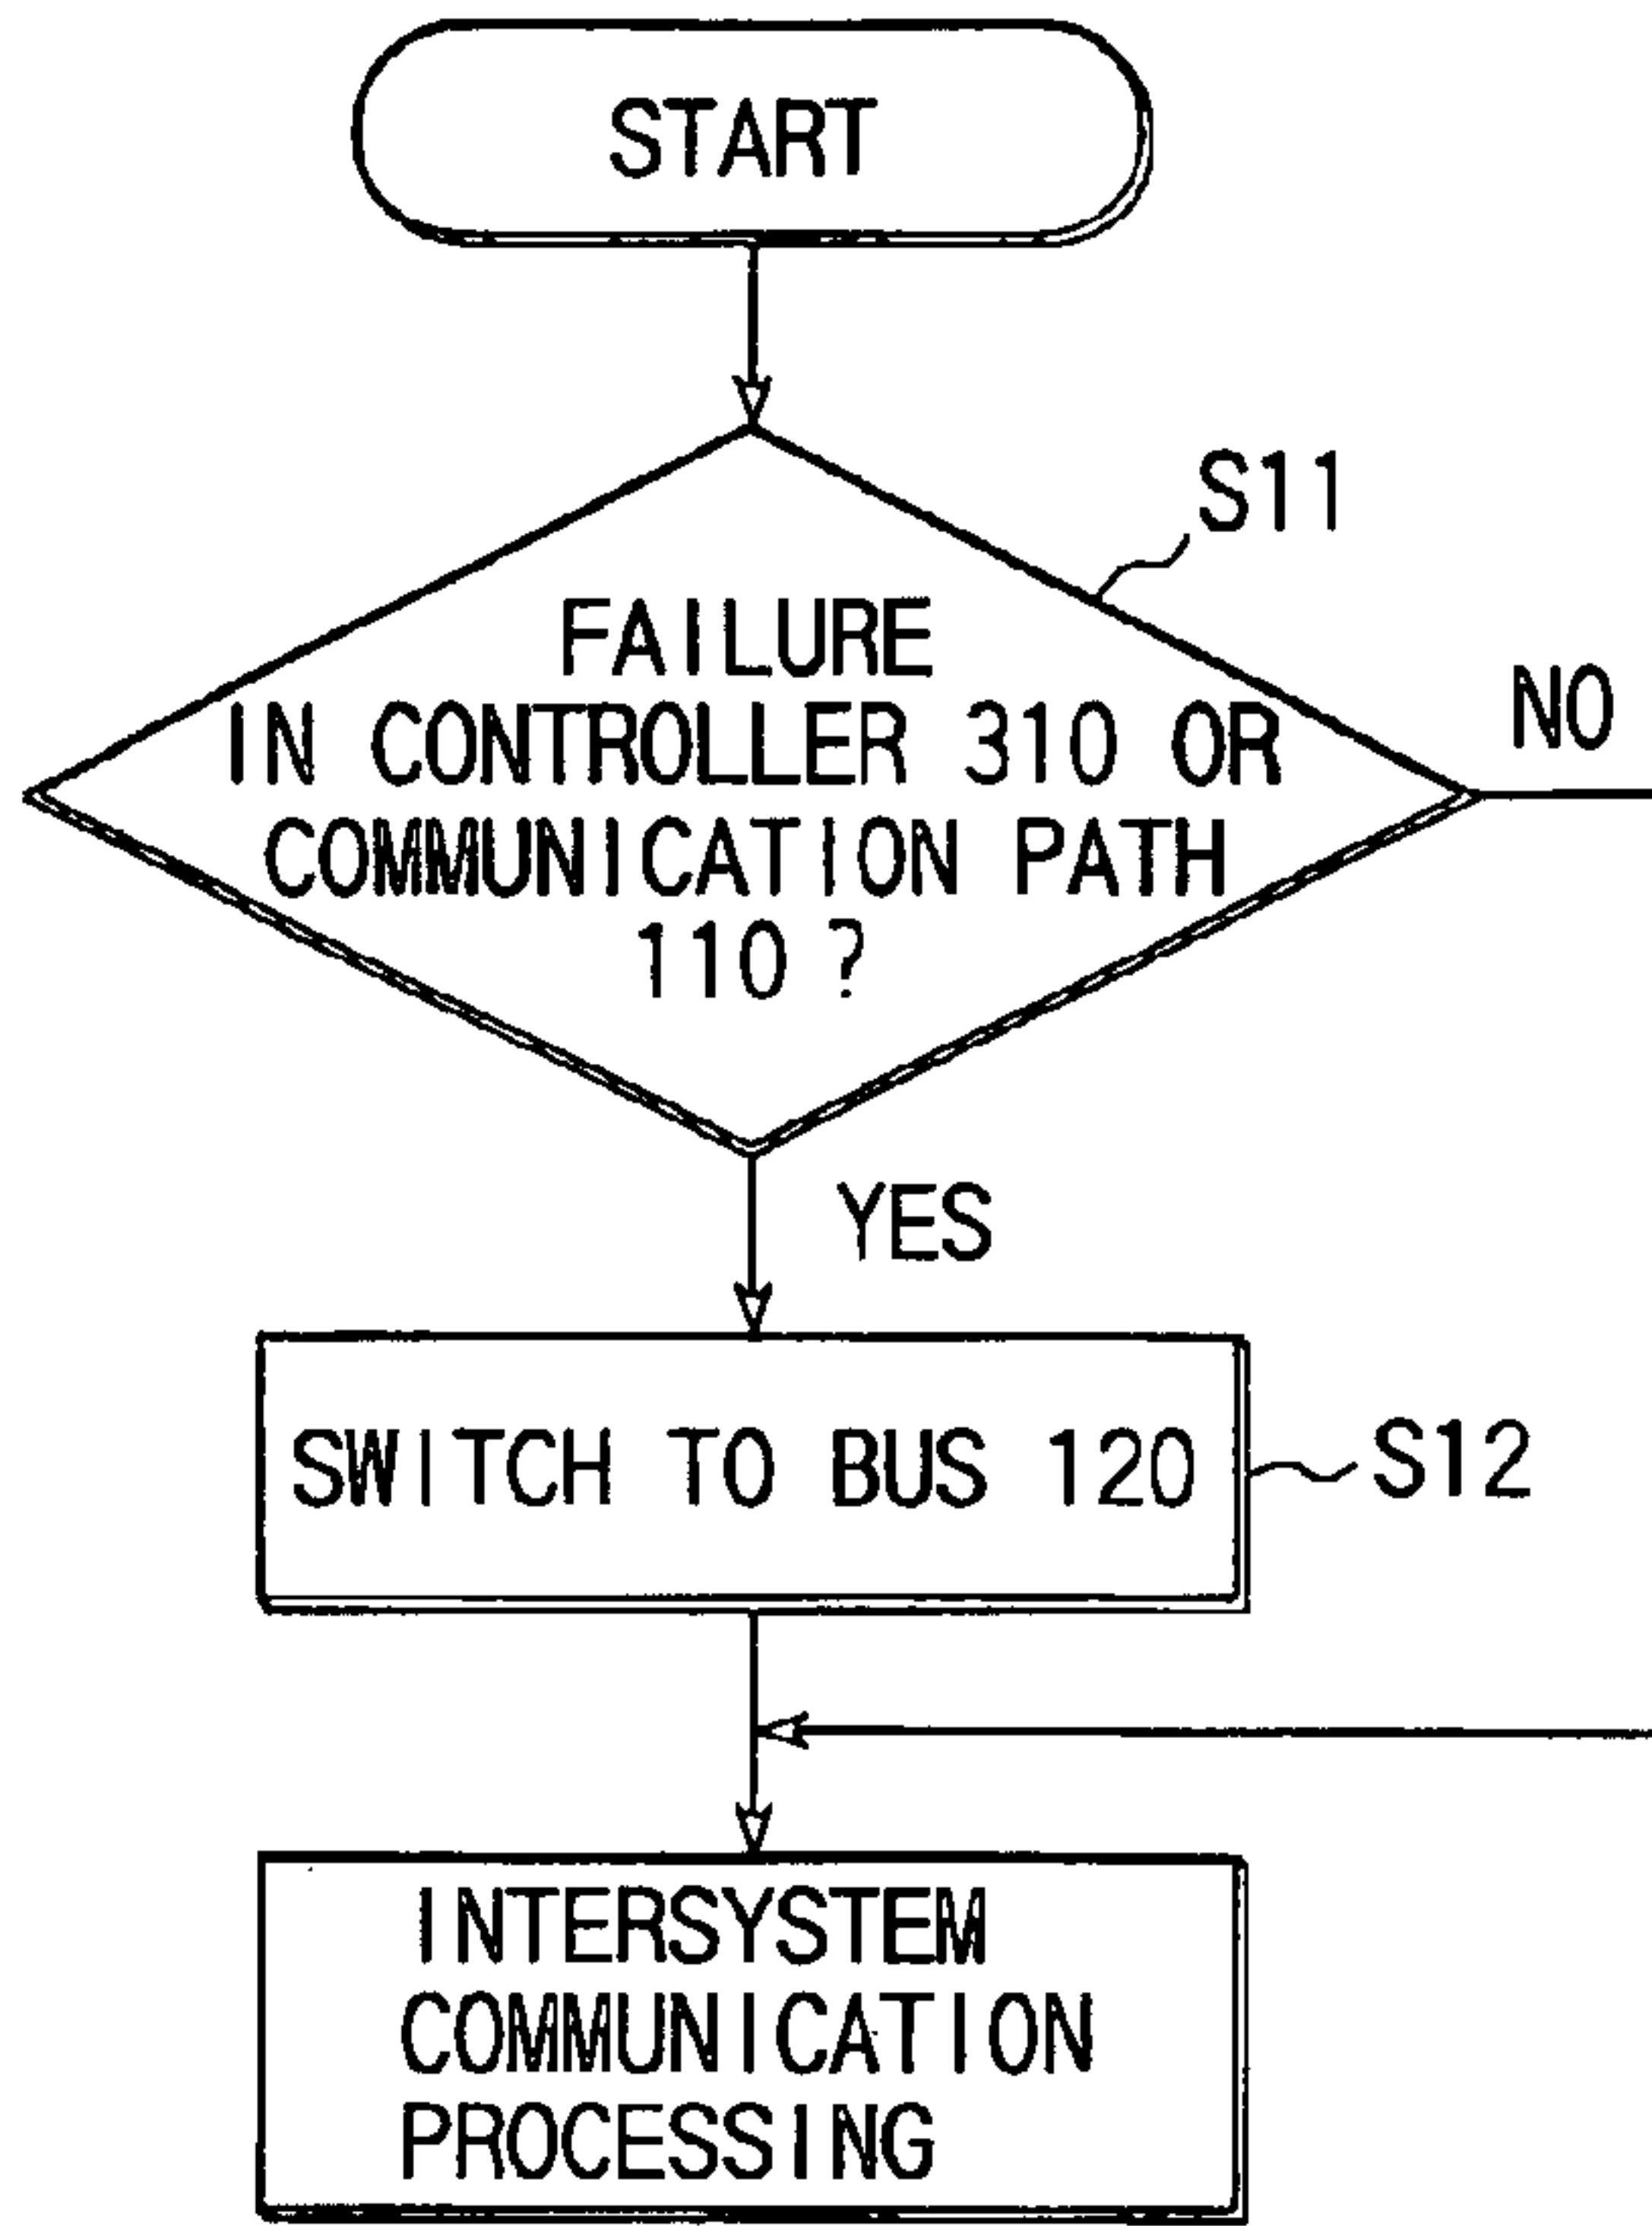 START
S11
FAILURE
IN CONTROLLER 310 OR
COMMUNICATION PATH
110 ?
NO
YES
SWITCH TO BUS 120
S12
INTERSYSTEM
COMMUNICATION
PROCESSING